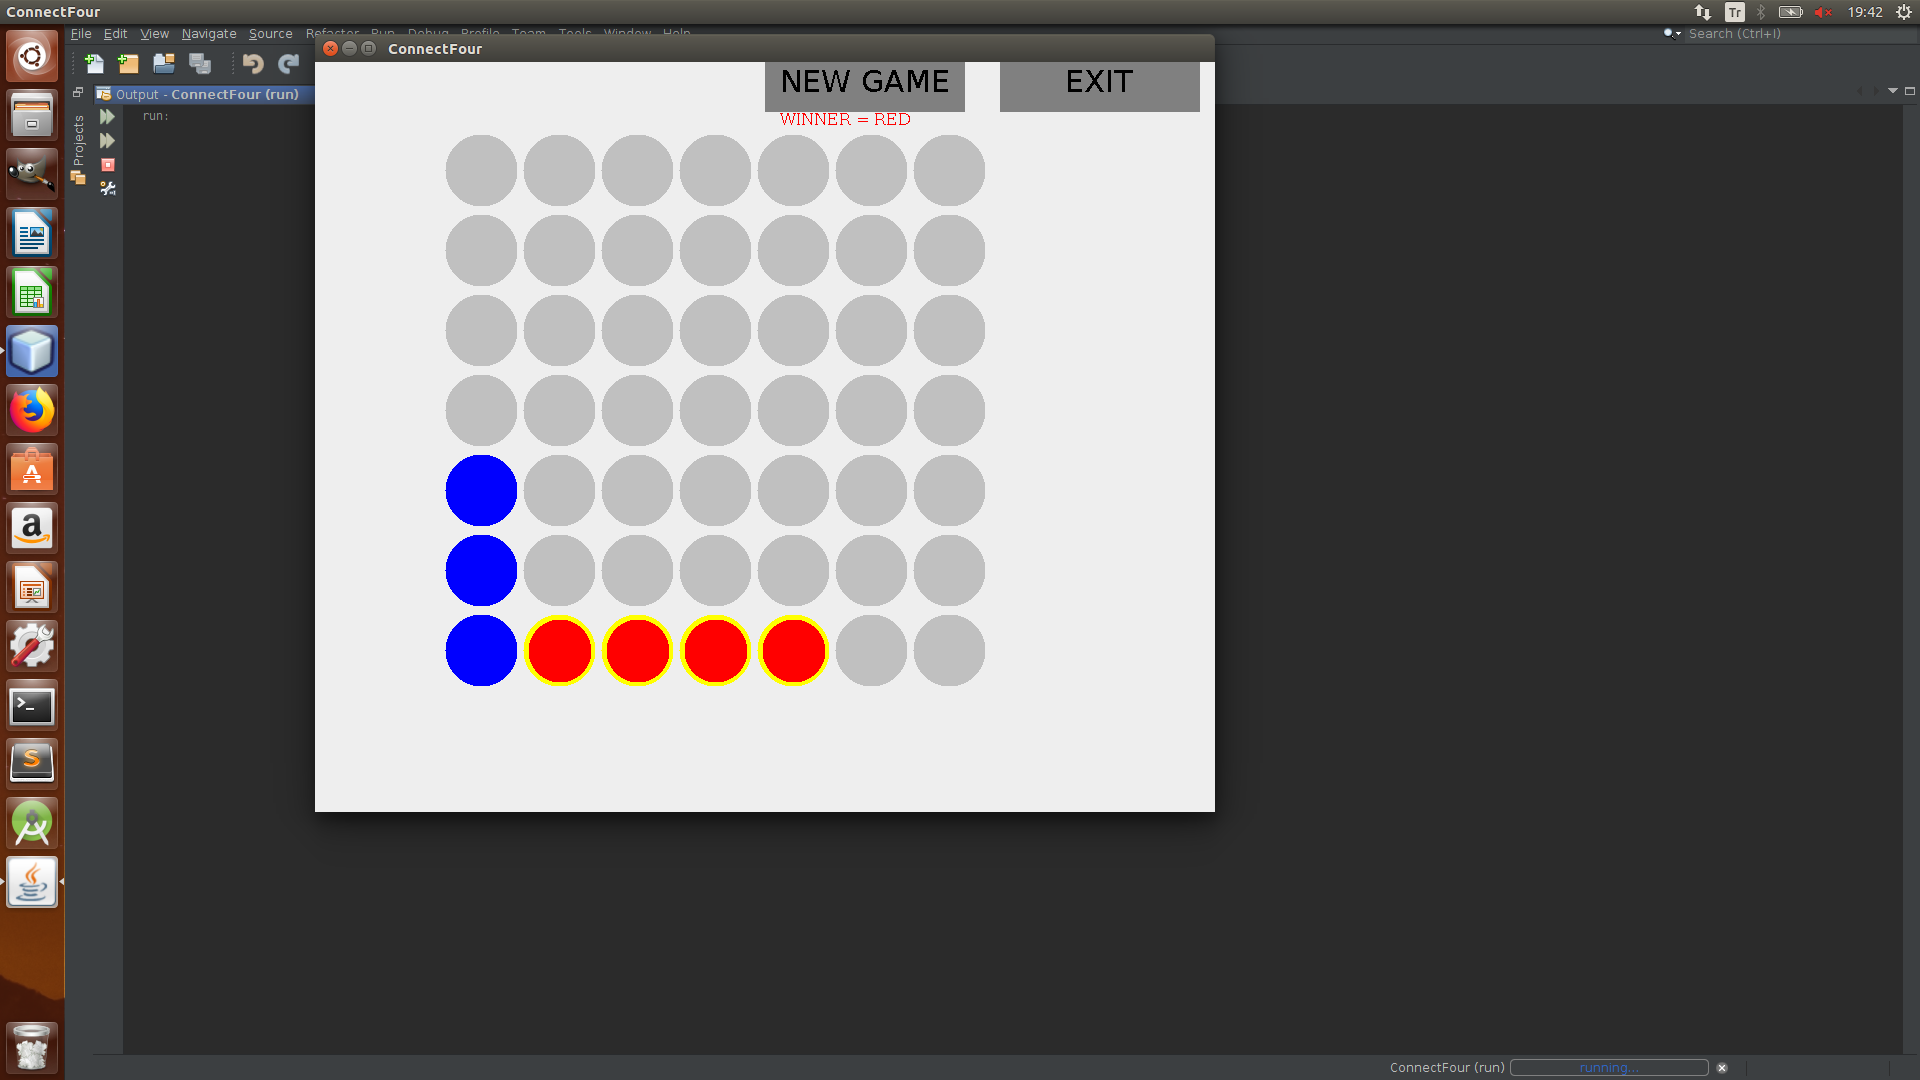 ConnectFour
Tr
19:42
File Edit View Navigate Source Refactor Run Debug Profile Team Tools Window Help
Search (Ctrl+I)
ConnectFour
NEW GAME
EXIT
Output - ConnectFour (run)
run:
Projects
WINNER = RED
ConnectFour (run)
running...